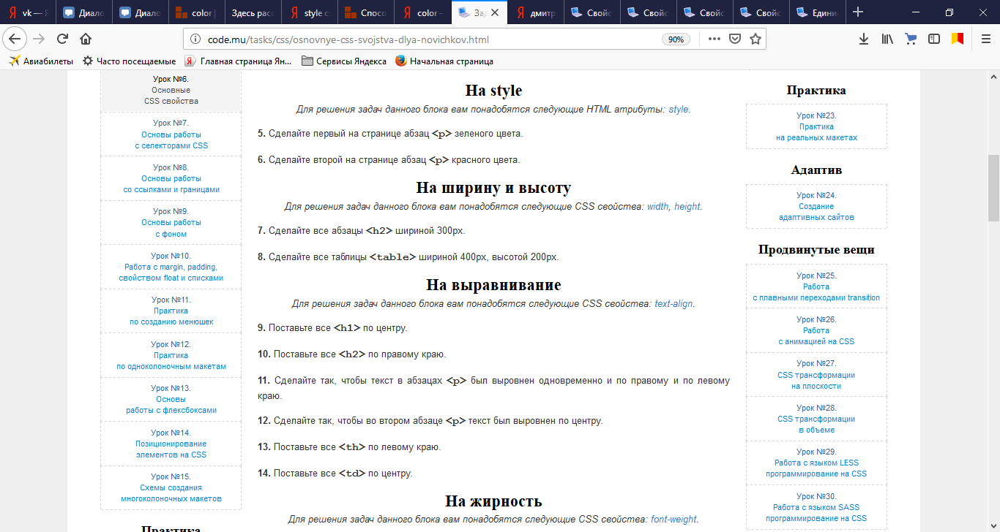 vk —
Диало
Диало
color |
Здесь рас
style c
Спосо
color –
Зад
дмитр
Свойс
Свойс
Свойс
Свойс
Едини
code.mu/tasks/css/osnovnye-css-svojstva-dlya-novichkov.html
90%
Авиабилеты
Часто посещаемые
Главная страница Ян...
Сервисы Яндекса
Начальная страница
Урок №6.
Основные
CSS свойства
Урок №7.
Основы работы
с селекторами CSS
Урок №8.
Основы работы
со ссылками и границами
Урок №9.
Основы работы
с фоном
Урок №10.
Работа с margin, padding,
свойством float и списками
Урок №11.
Практика
по созданию менюшек
Урок №12.
Практика
по одноколоночным макетам
Урок №13.
Основы
работы с флексбоксами
Урок №14.
Позиционирование
элементов на CSS
Урок №15.
Схемы создания
многоколоночных макетов
Практика
На style
Для решения задач данного блока вам понадобятся следующие HTML атрибуты: style.
5. Сделайте первый на странице абзац <p> зеленого цвета.
6. Сделайте второй на странице абзац <p> красного цвета.
На ширину и высоту
Для решения задач данного блока вам понадобятся следующие CSS свойства: width, height.
7. Сделайте все абзацы <h2> шириной 300px.
8. Сделайте все таблицы <table> шириной 400px, высотой 200px.
На выравнивание
Для решения задач данного блока вам понадобятся следующие CSS свойства: text-align.
9. Поставьте все <h1> по центру.
10. Поставьте все <h2> по правому краю.
11. Сделайте так, чтобы текст в абзацах <p> был выровнен одновременно и по правому и по левому
краю.
12. Сделайте так, чтобы во втором абзаце <p> текст был выровнен по центру.
13. Поставьте все <th> по левому краю.
14. Поставьте все <td> по центру.
На жирность
Для решения задач данного блока вам понадобятся следующие CSS свойства: font-weight.
Практика
Урок №23.
Практика
на реальных макетах
Адаптив
Урок №24.
Создание
адаптивных сайтов
Продвинутые вещи
Урок №25.
Работа
с плавными переходами transition
Урок №26.
Работа
с анимацией на CSS
Урок №27.
CSS трансформации
на плоскости
Урок №28.
CSS трансформации
в объеме
Урок №29.
Работа с языком LESS
программирование на CSS
Урок №30.
Работа с языком SASS
программирование на CSS